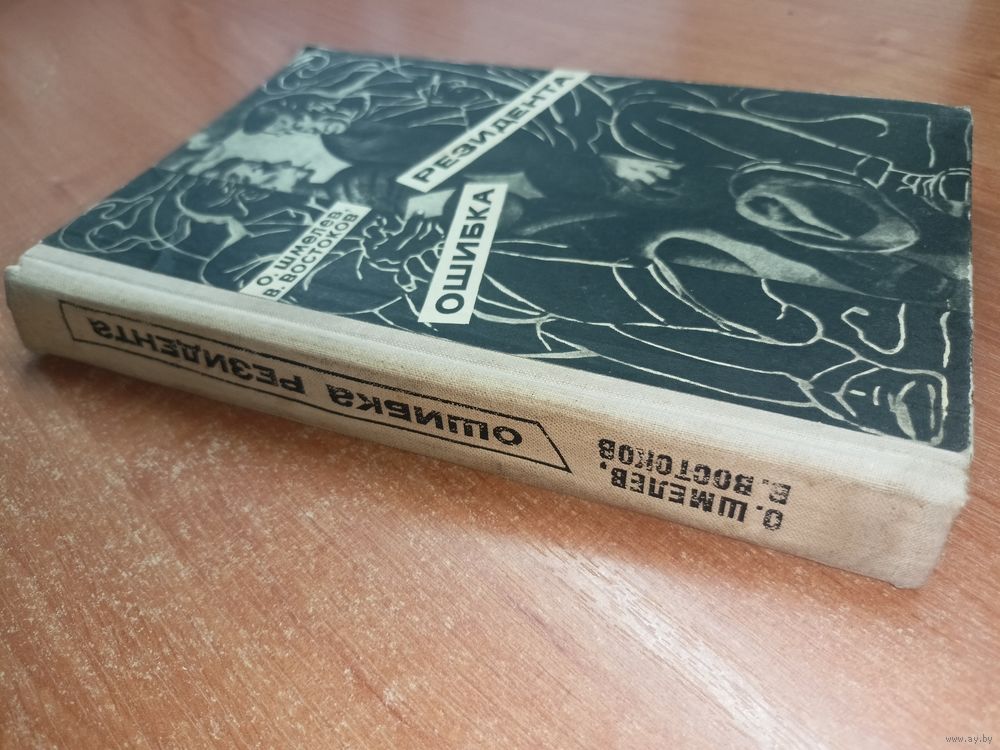 О. ШМЕЛЕВ,
В. ВОСТОКОВ
ОШИБКА
РЕЗИДЕНТА
О. ШМЕЛЕВ,
В. ВОСТОКОВ
ОШИБКА РЕЗИДЕНТА
www.ay.by